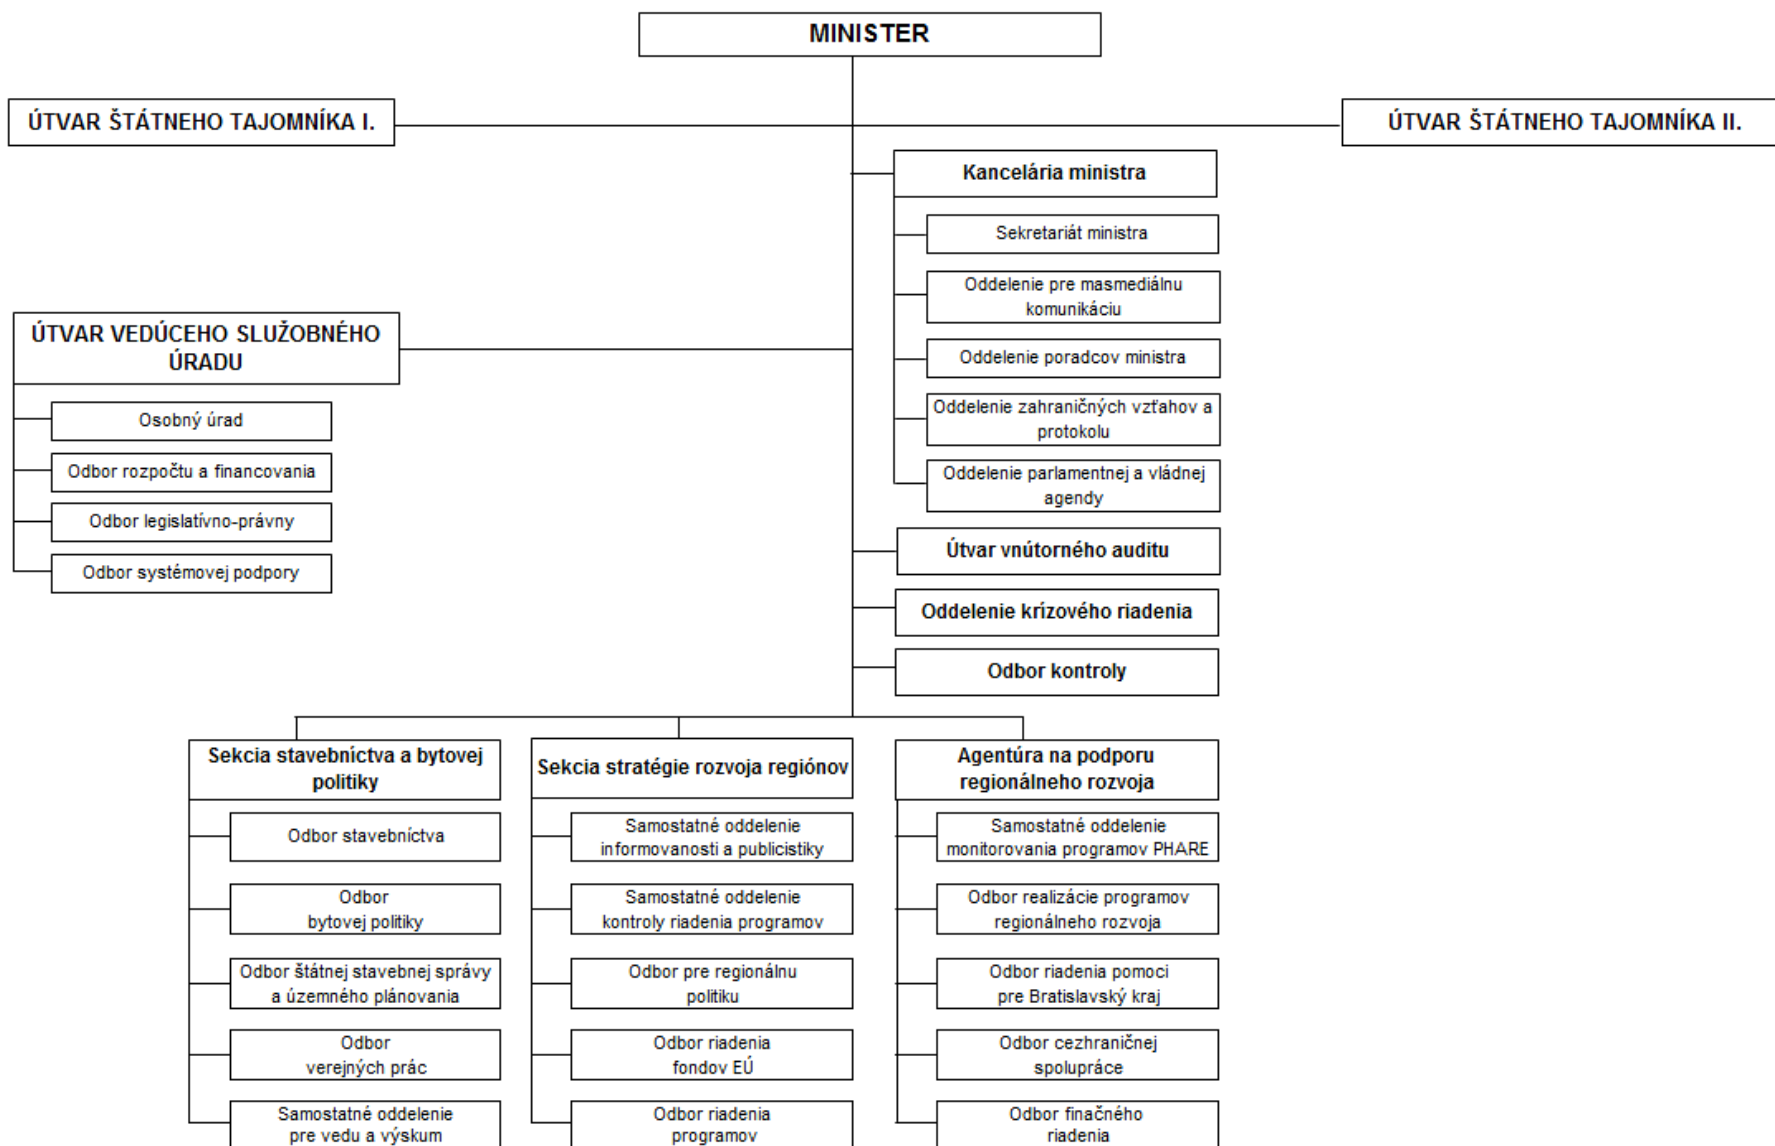 MINISTER
ÚTVAR ŠTÁTNEHO TAJOMNÍKA I.
ÚTVAR ŠTÁTNEHO TAJOMNÍKA II.
Kancelária ministra
Sekretariát ministra
Oddelenie pre masmediálnu
komunikáciu
Oddelenie poradcov ministra
Oddelenie zahraničných vzťahov a
protokolu
Oddelenie parlamentnej a vládnej
agendy
ÚTVAR VEDÚCEHO SLUŽOBNÉHO
ÚRADU
Osobný úrad
Odbor rozpočtu a financovania
Odbor legislatívno-právny
Odbor systémovej podpory
Útvar vnútorného auditu
Oddelenie krízového riadenia
Odbor kontroly
Sekcia stavebníctva a bytovej
politiky
Odbor stavebníctva
Odbor
bytovej politiky
Odbor štátnej stavebnej správy
a územného plánovania
Odbor
verejných prác
Samostatné oddelenie
pre vedu a výskum
Sekcia stratégie rozvoja regiónov
Samostatné oddelenie
informovanosti a publicistiky
Samostatné oddelenie
kontroly riadenia programov
Odbor pre regionálnu
politiku
Odbor riadenia
fondov EÚ
Odbor riadenia
programov
Agentúra na podporu
regionálneho rozvoja
Samostatné oddelenie
monitorovania programov PHARE
Odbor realizácie programov
regionálneho rozvoja
Odbor riadenia pomoci
pre Bratislavský kraj
Odbor cezhraničnej
spolupráce
Odbor finačného
riadenia